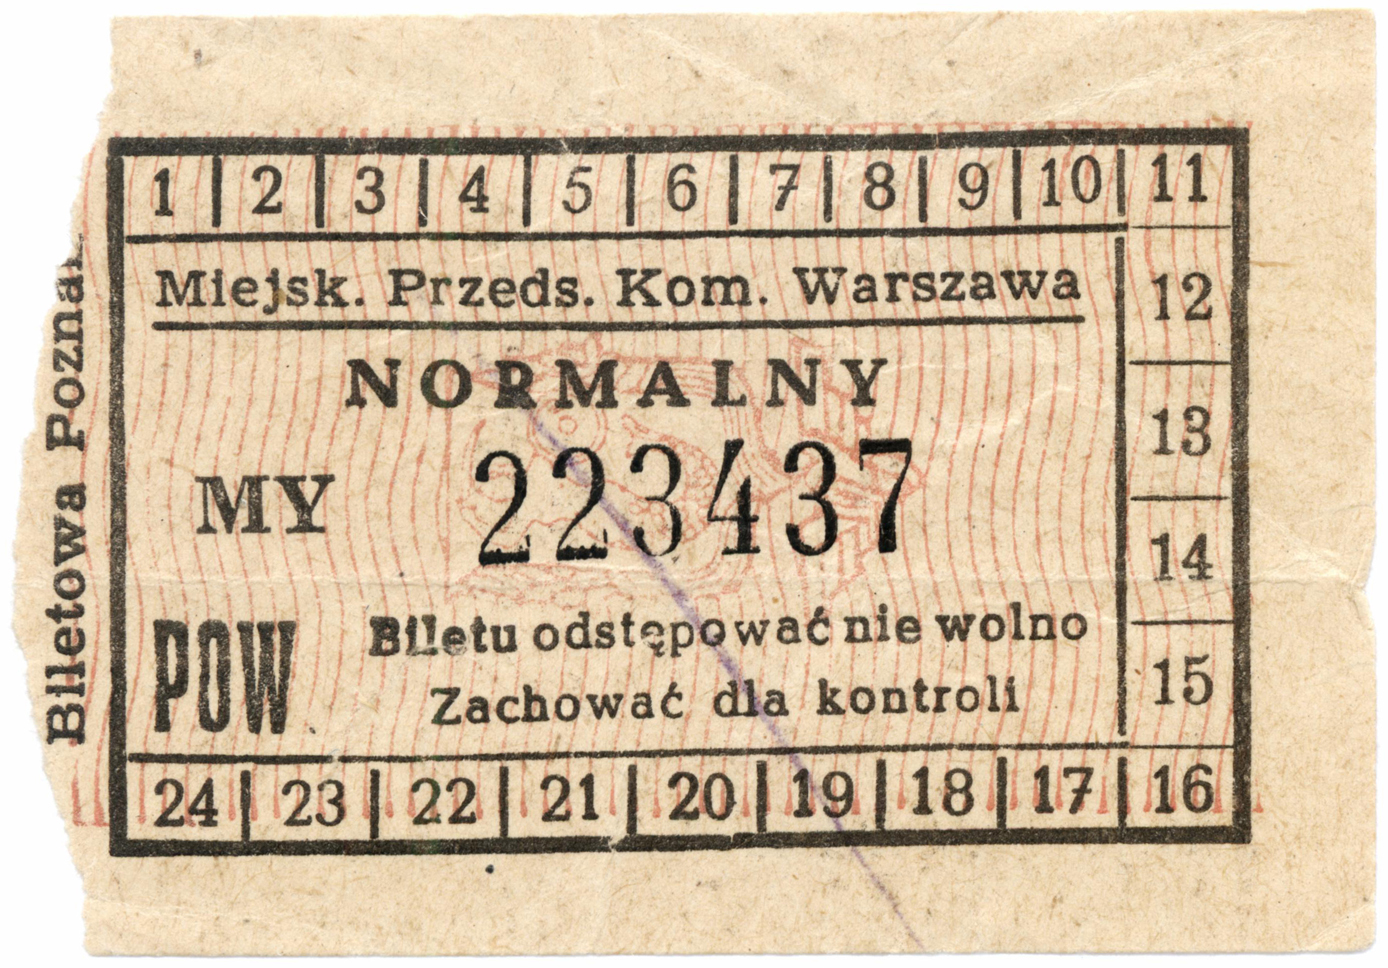 1 | 2 | 3 | 4 | 5 | 6 | 7 | 8 | 9 | 10 | 11
Miejsk. Przeds. Kom. Warszawa
12
NORMALNY
13
MY 223437
14
Biletu odstępować nie wolno
POW
Zachować dla kontroli
15
24 | 23 | 22 | 21 | 20 | 19 | 18 | 17 | 16
Biletowa Poznań